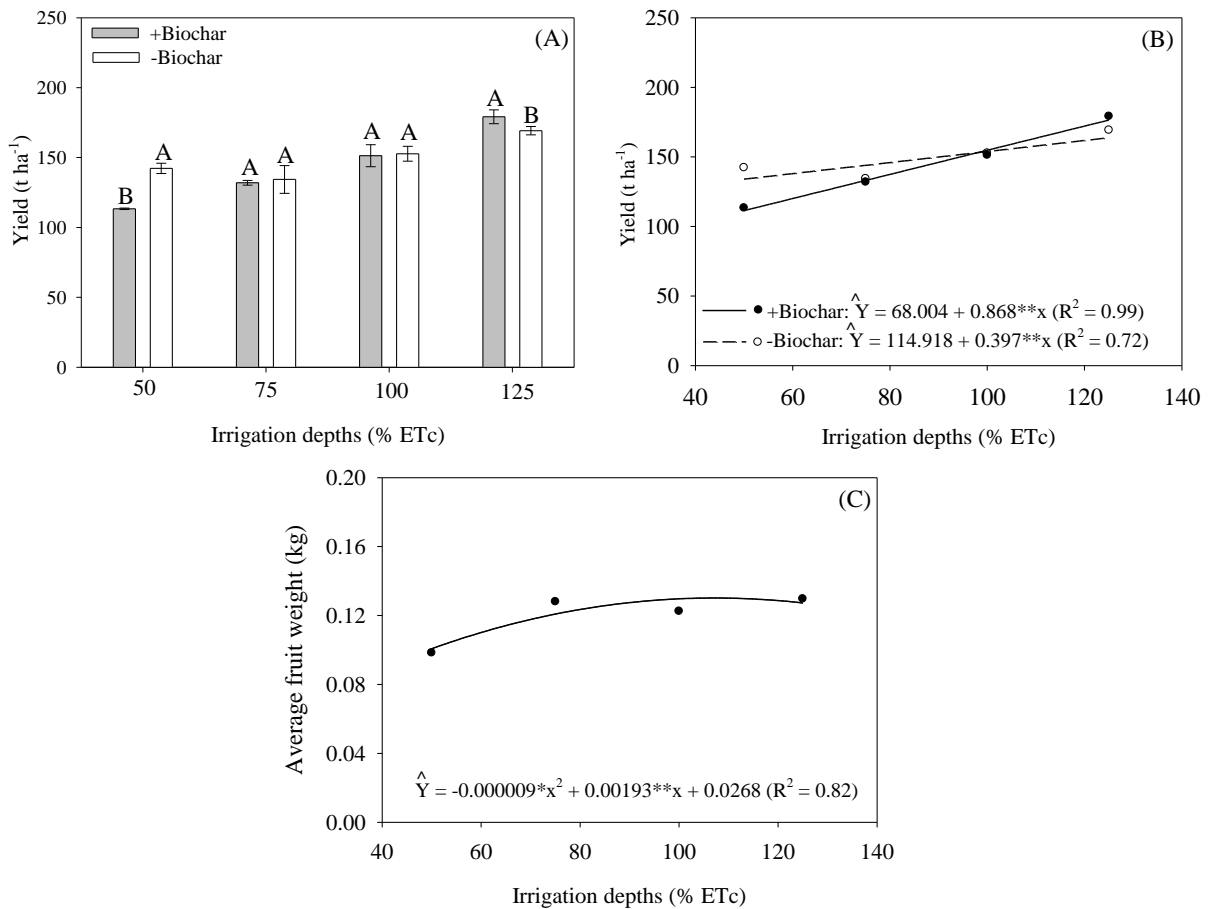 (A)
+Biochar
-Biochar
250
200
150
100
50
0
Yield (t ha⁻¹)
B
A
A
A
A
A
A
B
50
75
100
125
Irrigation depths (% ETc)
(B)
250
200
150
100
50
0
Yield (t ha⁻¹)
+Biochar: Ŷ = 68.004 + 0.868**x (R² = 0.99)
-Biochar: Ŷ = 114.918 + 0.397**x (R² = 0.72)
40
60
80
100
120
140
Irrigation depths (% ETc)
(C)
0.20
0.16
0.12
0.08
0.04
0.00
Average fruit weight (kg)
Ŷ = -0.000009*x² + 0.00193**x + 0.0268 (R² = 0.82)
40
60
80
100
120
140
Irrigation depths (% ETc)